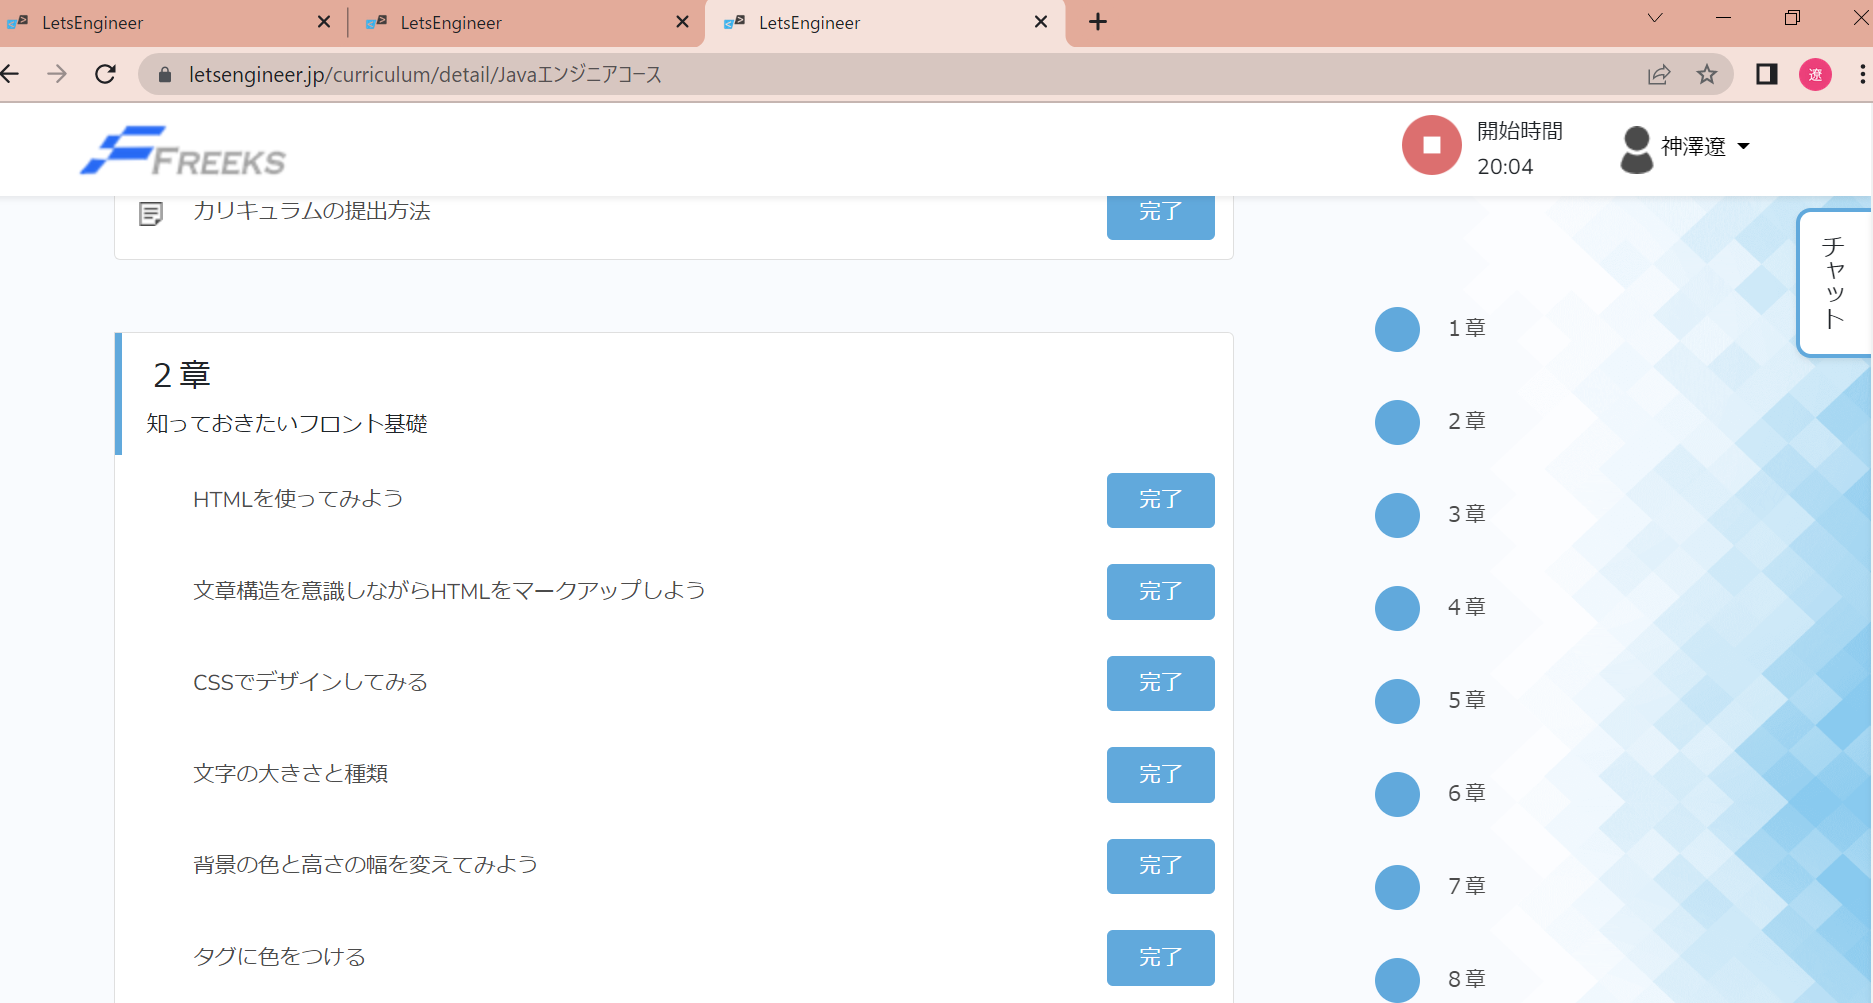 LetsEngineer
LetsEngineer
LetsEngineer
letsengineer.jp/curriculum/detail/Javaエンジニアコース
遼
FREEKS
開始時間
20:04
神澤遼
カリキュラムの提出方法
完了
チャット
2 章
知っておきたいフロント基礎
HTMLを使ってみよう
完了
文章構造を意識しながらHTMLをマークアップしよう
完了
CSSでデザインしてみる
完了
文字の大きさと種類
完了
背景の色と高さの幅を変えてみよう
完了
タグに色をつける
完了
1 章
2 章
3 章
4 章
5 章
6 章
7 章
8 章